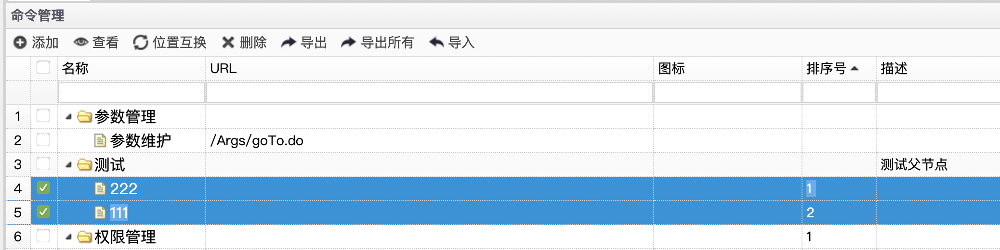 命令管理
添加 查看 位置互换 删除 导出 导出所有 导入
名称 URL 图标 排序号 描述
1 参数管理
2 参数维护 /Args/goTo.do
3 测试 测试父节点
4 222 1
5 111 2
6 权限管理 1